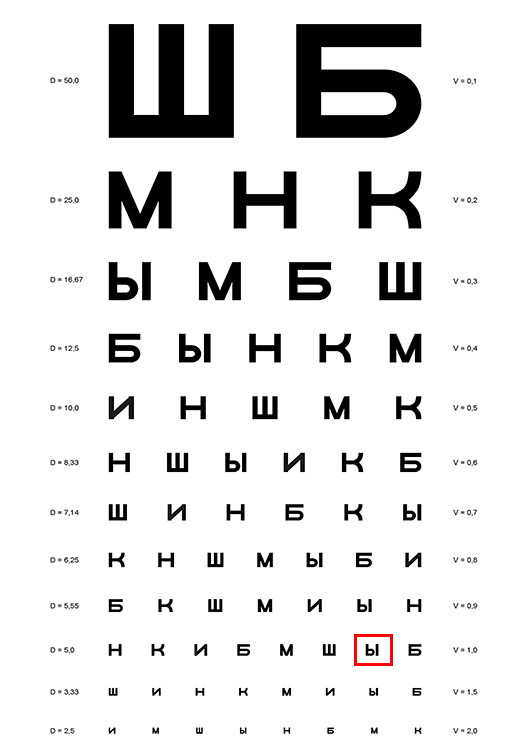 D = 50,0 Ш Б V = 0,1
D = 25,0 М Н К V = 0,2
D = 16,67 Ы М Б Ш V = 0,3
D = 12,5 Б Ы Н К М V = 0,4
D = 10,0 И Н Ш М К V = 0,5
D = 8,33 Н Ш Ы И К Б V = 0,6
D = 7,14 Ш И Н Б К Ы V = 0,7
D = 6,25 К Н Ш М Ы Б И V = 0,8
D = 5,55 Б К Ш М И Ы Н V = 0,9
D = 5,0 Н К И Б М Ш Ы Б V = 1,0
D = 3,33 Ш И Н К М И Ы Б V = 1,5
D = 2,5 И М Ш Ы Н Б М К V = 2,0